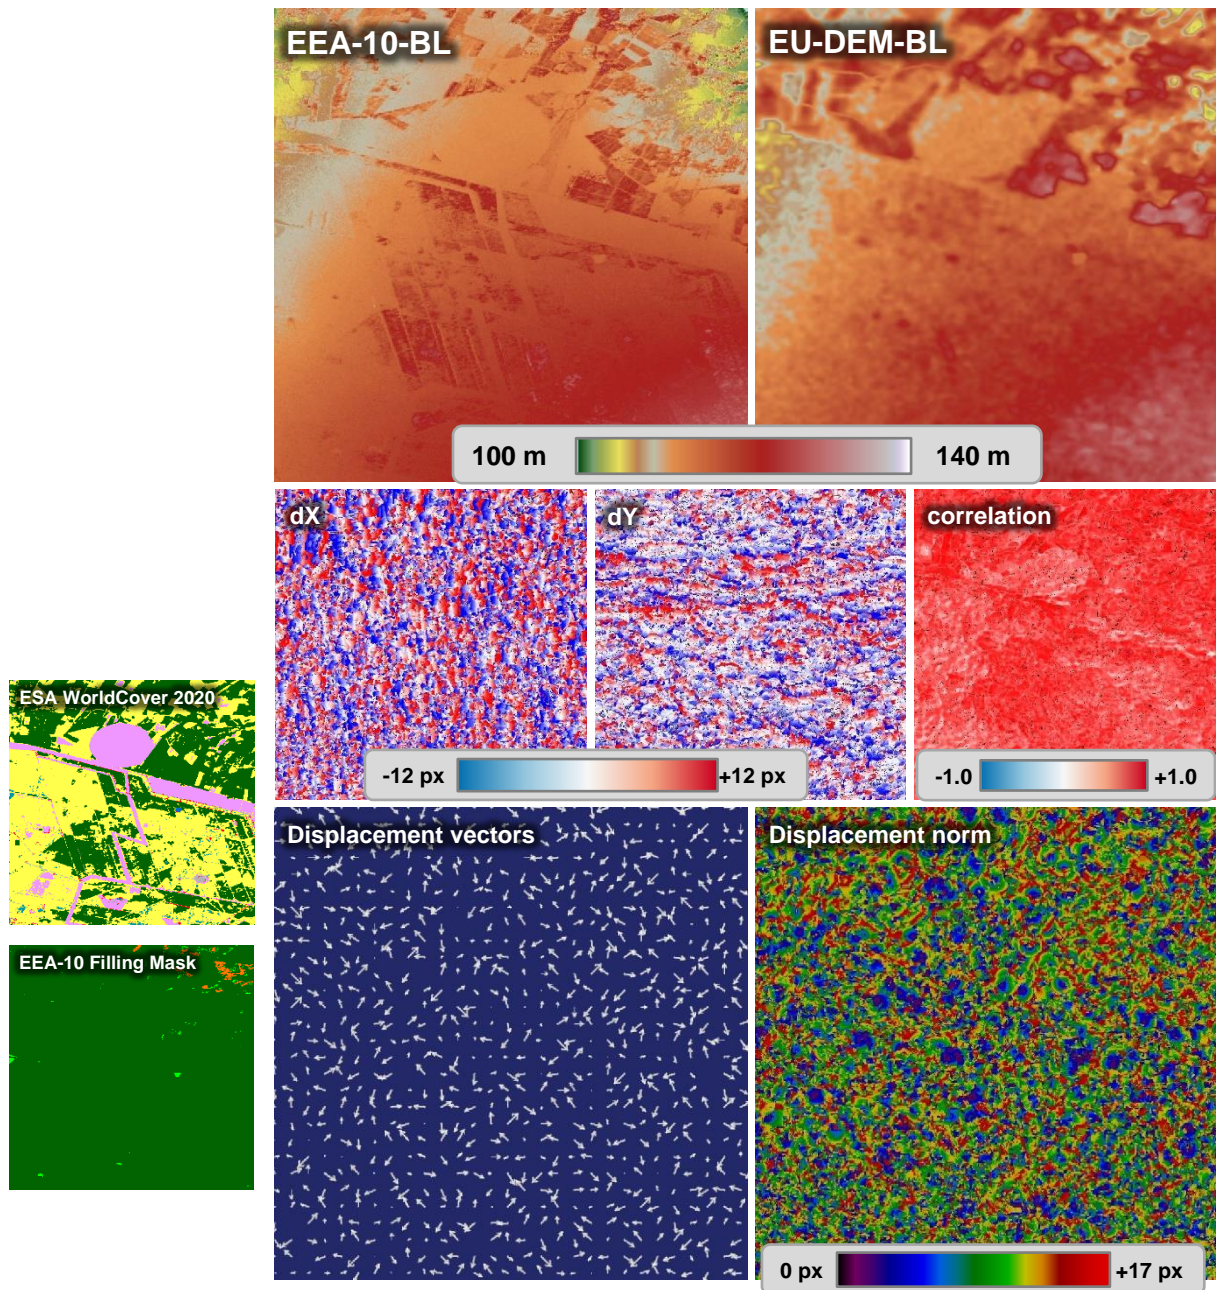 EEA-10-BL
EU-DEM-BL
100 m
140 m
dX
dY
correlation
-12 px
+12 px
-1.0
+1.0
ESA WorldCover 2020
Displacement vectors
Displacement norm
EEA-10 Filling Mask
0 px
+17 px